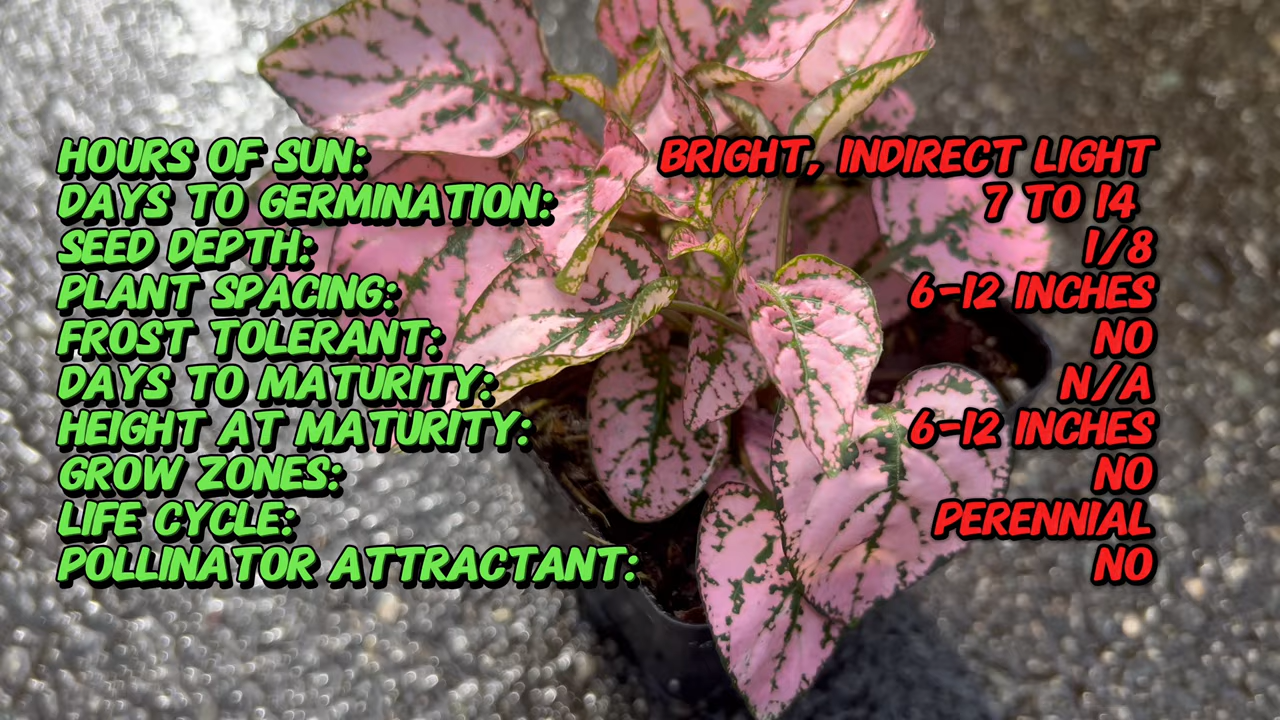 HOURS OF SUN: BRIGHT, INDIRECT LIGHT
DAYS TO GERMINATION: 7 TO 14
SEED DEPTH: 1/8
PLANT SPACING: 6-12 INCHES
FROST TOLERANT: NO
DAYS TO MATURITY: N/A
HEIGHT AT MATURITY: 6-12 INCHES
GROW ZONES: NO
LIFE CYCLE: PERENNIAL
POLLINATOR ATTRACTANT: NO